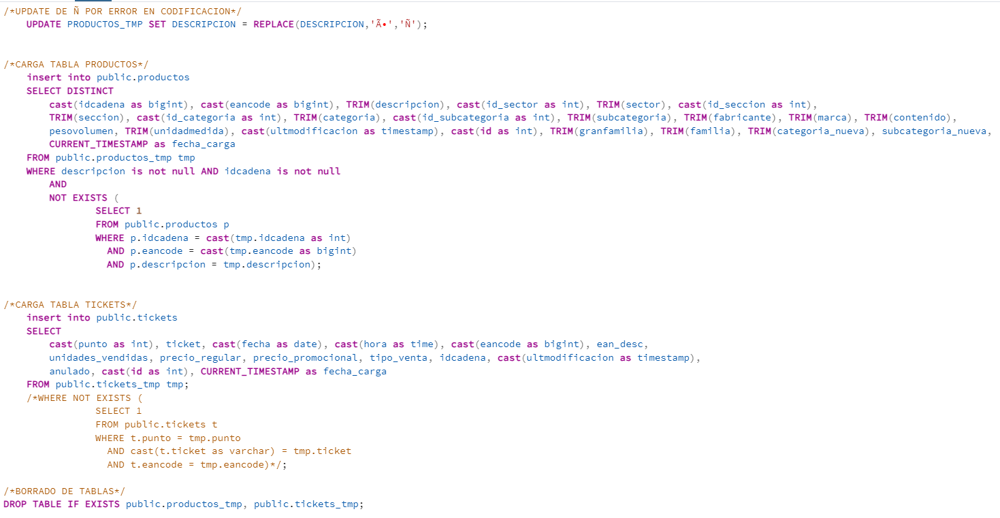 /*UPDATE DE Ñ POR ERROR EN CODIFICACION*/
UPDATE PRODUCTOS_TMP SET DESCRIPCION = REPLACE(DESCRIPCION,'Ã•','Ñ');
/*CARGA TABLA PRODUCTOS*/
insert into public.productos
SELECT DISTINCT
cast(idcadena as bigint), cast(eancode as bigint), TRIM(descripcion), cast(id_sector as int), TRIM(sector), cast(id_seccion as int),
TRIM(seccion), cast(id_categoria as int), TRIM(categoria), cast(id_subcategoria as int), TRIM(subcategoria), TRIM(fabricante), TRIM(marca), TRIM(contenido),
pesovolumen, TRIM(unidadmedida), cast(ultmodificacion as timestamp), cast(id as int), TRIM(granfamilia), TRIM(familia), TRIM(categoria_nueva), subcategoria_nueva,
CURRENT_TIMESTAMP as fecha_carga
FROM public.productos_tmp tmp
WHERE descripcion is not null AND idcadena is not null
AND
NOT EXISTS (
SELECT 1
FROM public.productos p
WHERE p.idcadena = cast(tmp.idcadena as int)
AND p.eancode = cast(tmp.eancode as bigint)
AND p.descripcion = tmp.descripcion);
/*CARGA TABLA TICKETS*/
insert into public.tickets
SELECT
cast(punto as int), ticket, cast(fecha as date), cast(hora as time), cast(eancode as bigint), ean_desc,
unidades_vendidas, precio_regular, precio_promocional, tipo_venta, idcadena, cast(ultmodificacion as timestamp),
anulado, cast(id as int), CURRENT_TIMESTAMP as fecha_carga
FROM public.tickets_tmp tmp;
/*WHERE NOT EXISTS (
SELECT 1
FROM public.tickets t
WHERE t.punto = tmp.punto
AND cast(t.ticket as varchar) = tmp.ticket
AND t.eancode = tmp.eancode)*/;
/*BORRADO DE TABLAS*/
DROP TABLE IF EXISTS public.productos_tmp, public.tickets_tmp;